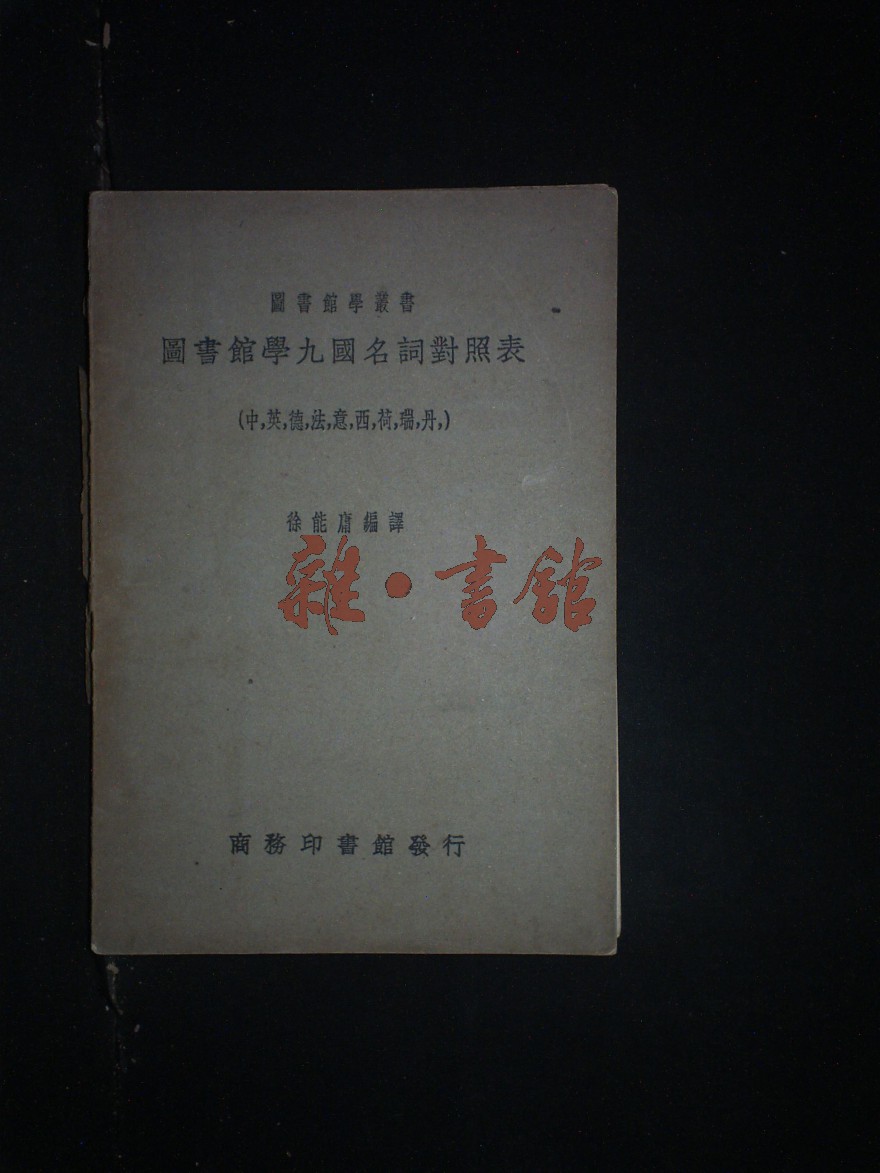 圖書館學叢書
圖書館學九國名詞對照表
(中,英,德,法,意,西,荷,瑞,丹,)
徐能庸編譯
雜·書館
商務印書館發行